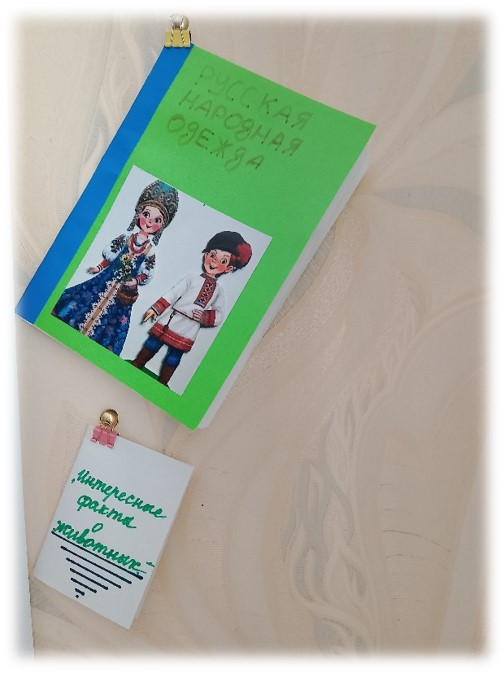 РУССКАЯ
НАРОДНАЯ
ОДЕЖДА
„Интересные
факты
о
животных"